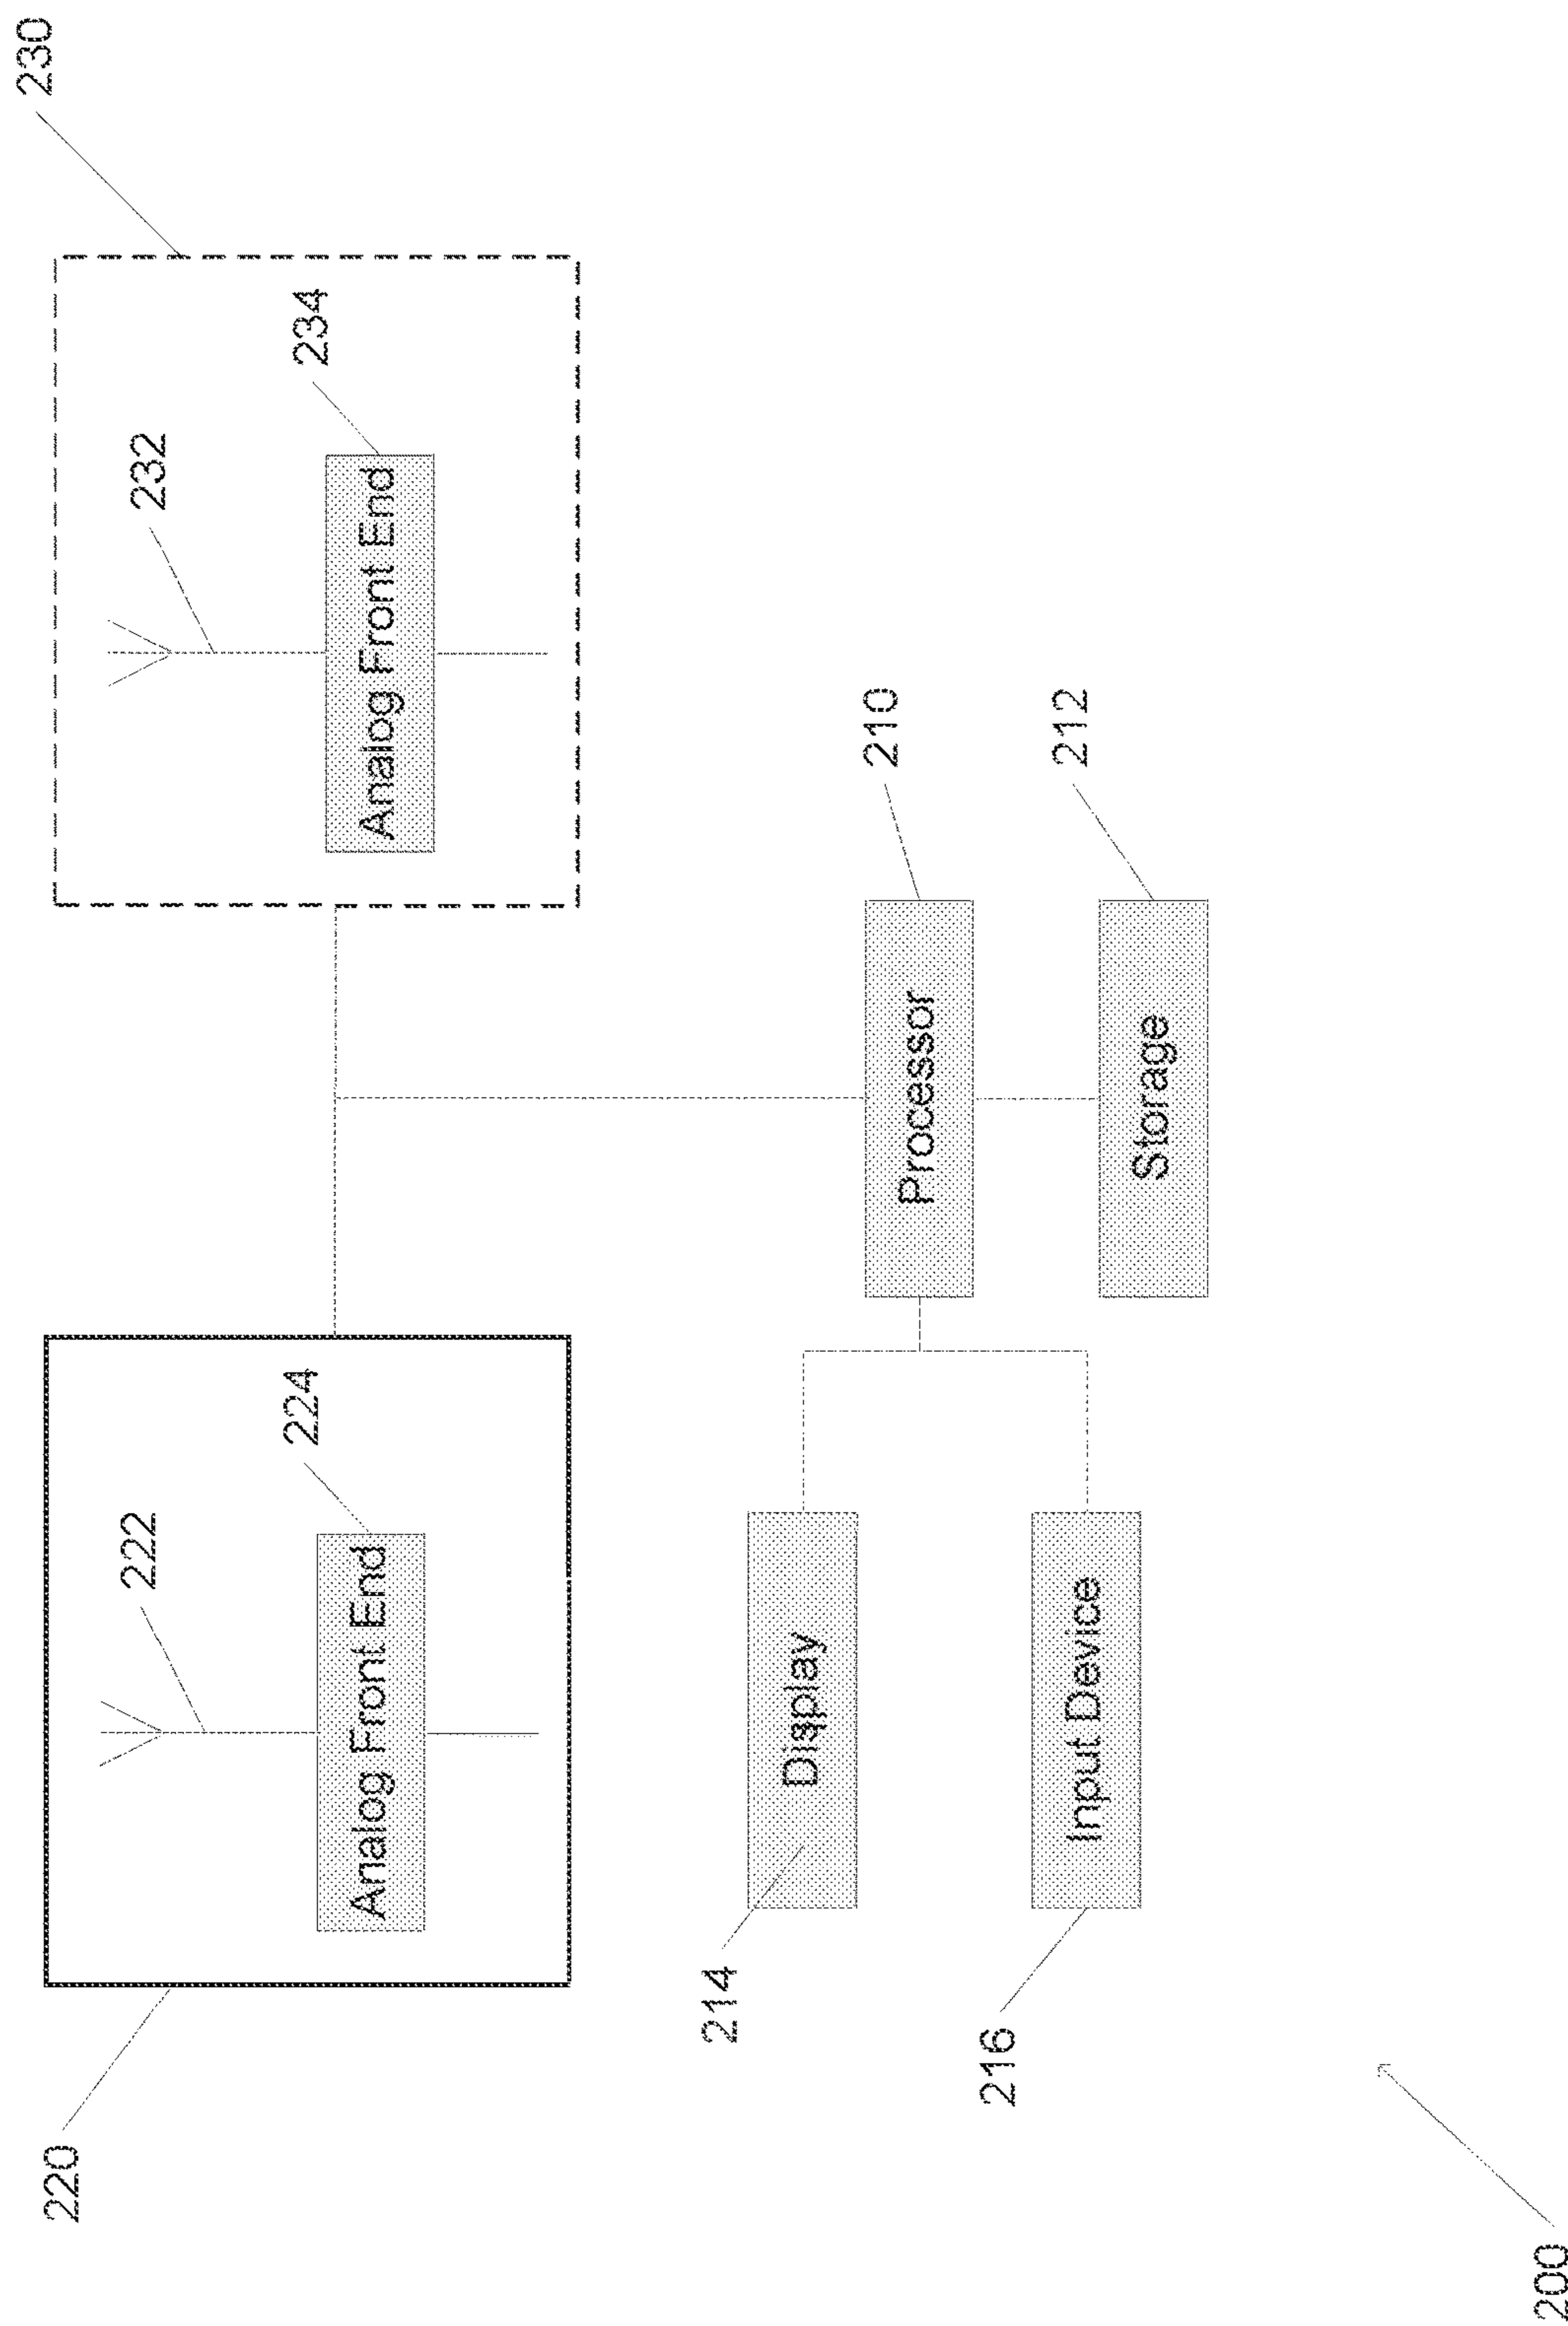 230
232
234
Analog Front End
222
224
Analog Front End
220
210
Processor
212
Storage
214
Display
216
Input Device
200